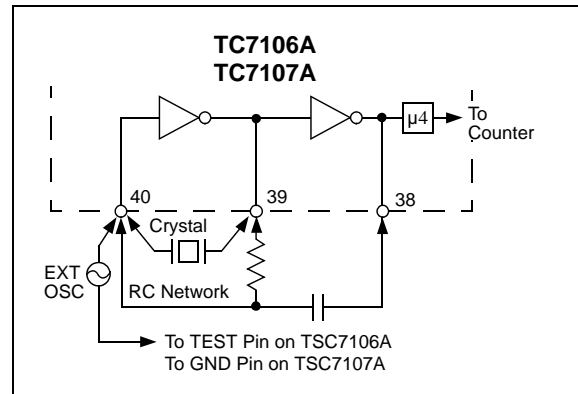 TC7106A
TC7107A
µ4
To
Counter
40
39
38
Crystal
EXT
OSC
RC Network
To TEST Pin on TSC7106A
To GND Pin on TSC7107A